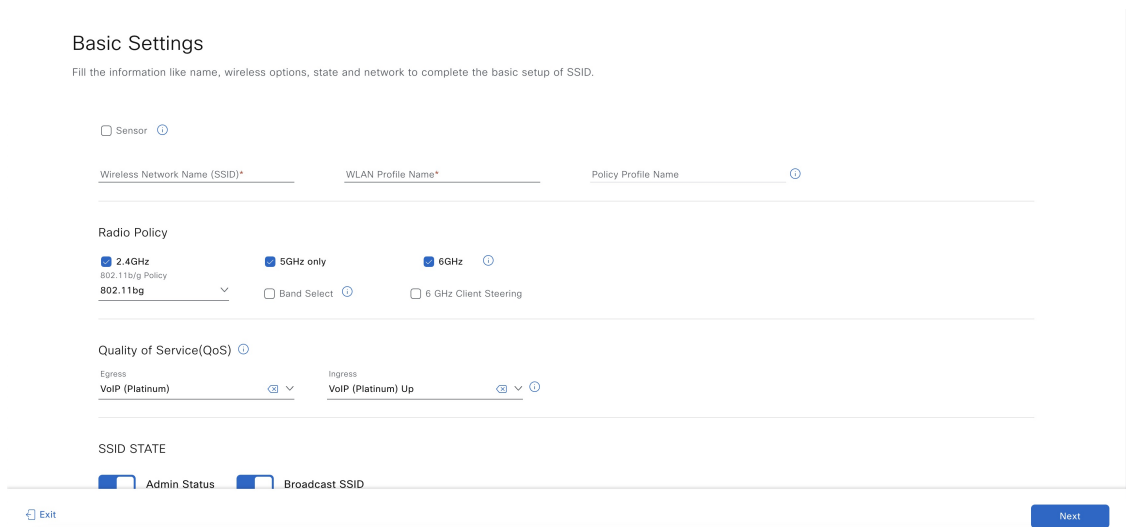 Basic Settings
Fill the information like name, wireless options, state and network to complete the basic setup of SSID.
Sensor
Wireless Network Name (SSID)*
WLAN Profile Name*
Policy Profile Name
Radio Policy
2.4GHz
5GHz only
6GHz
802.11b/g Policy
802.11bg
Band Select
6 GHz Client Steering
Quality of Service(QoS)
Egress
Ingress
VoIP (Platinum)
VoIP (Platinum) Up
SSID STATE
Admin Status
Broadcast SSID
Exit
Next